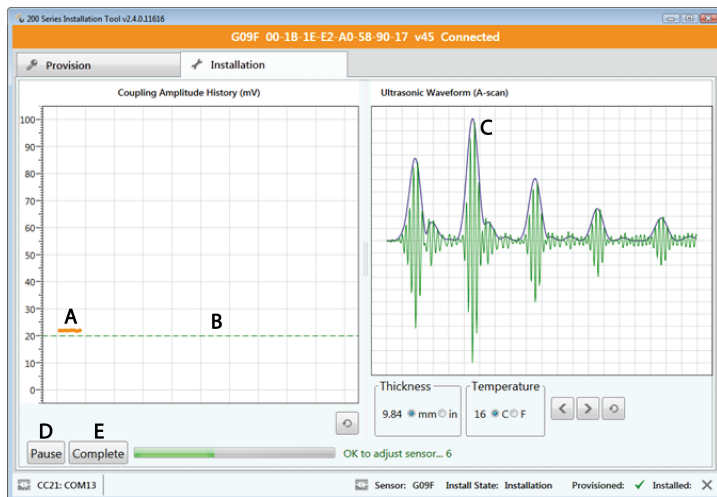 200 Series Installation Tool v2.4.0.11616
G09F 00-1B-1E-E2-A0-58-90-17 v45 Connected
Provision
Installation
Coupling Amplitude History (mV)
100
90
80
70
60
50
40
30
20
10
0
A
B
Ultrasonic Waveform (A-scan)
C
Thickness
9.84 mm in
Temperature
16 C F
D
E
Pause
Complete
OK to adjust sensor... 6
CC21: COM13
Sensor: G09F Install State: Installation Provisioned: Installed: